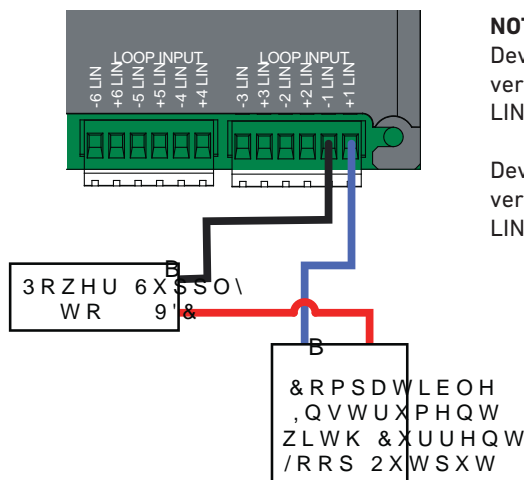 LOOP INPUT
-6 LIN
+6 LIN
-5 LIN
+5 LIN
-4 LIN
+4 LIN
LOOP INPUT
-3 LIN
+3 LIN
-2 LIN
+2 LIN
-1 LIN
+1 LIN
NOT
Dev
ver
LIN
Dev
ver
LIN
B
3RZHU 6XSSO\
WR 9'&
B
&RPSDWLEOH
,QVWUXPHQW
ZLWK &XUUHQW
/RRS 2XWSXW